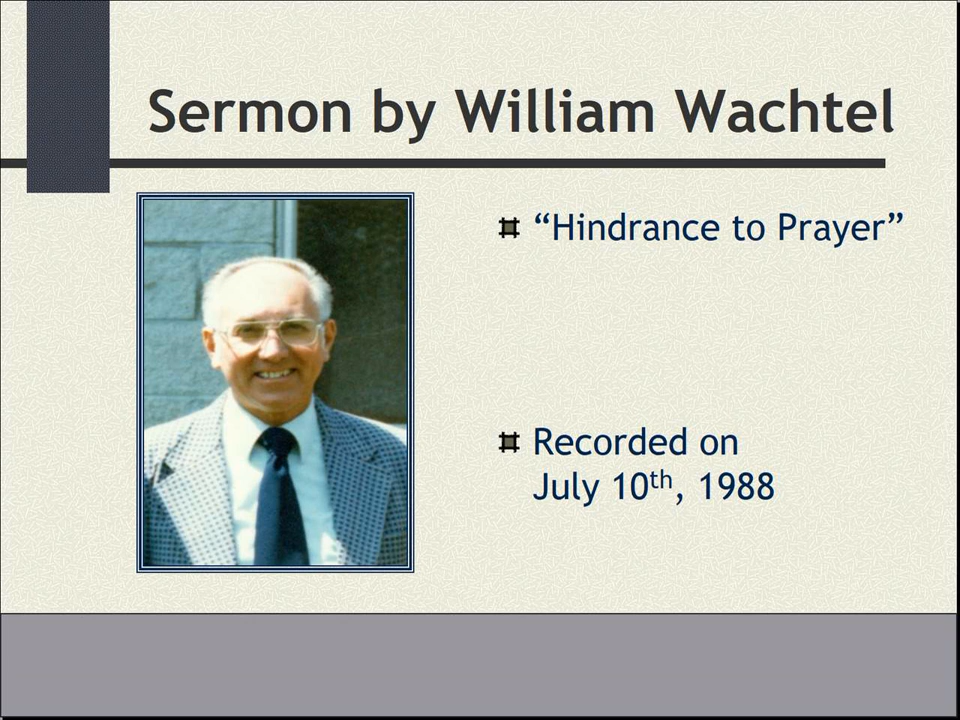 Sermon by William Wachtel
“Hindrance to Prayer”
Recorded on
July 10th, 1988